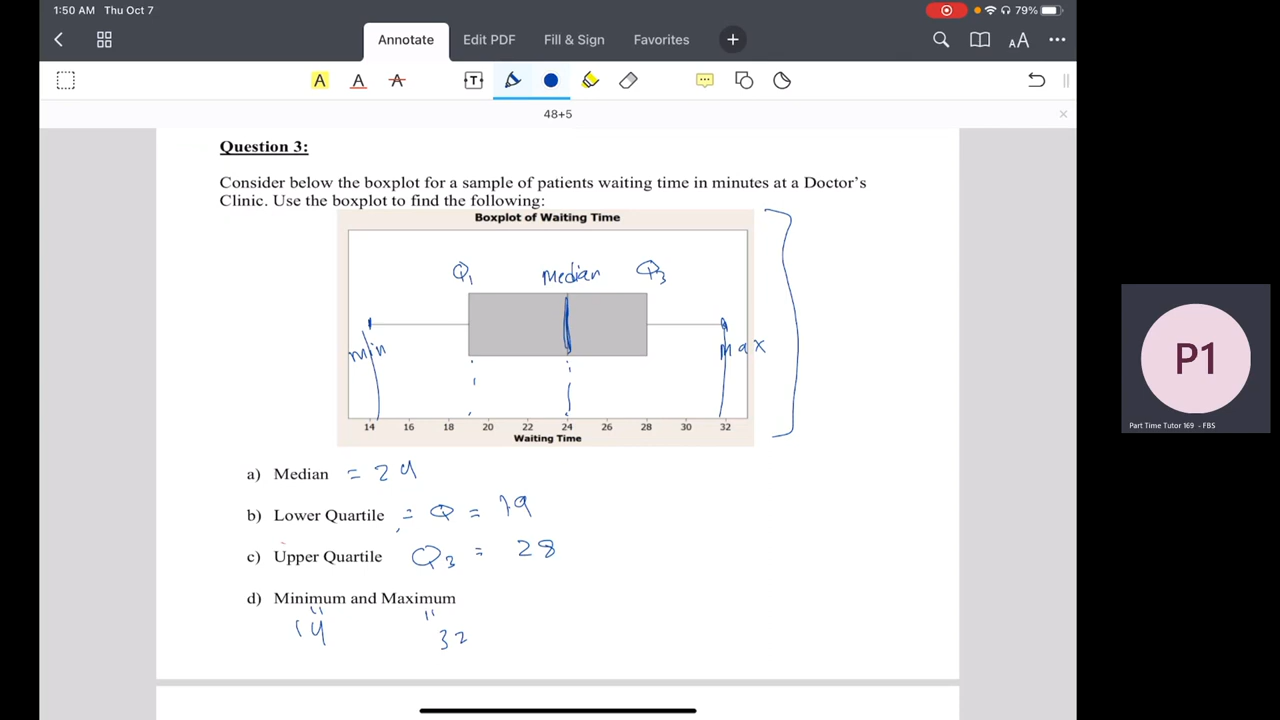 1:50 AM Thu Oct 7
79%
Annotate Edit PDF Fill & Sign Favorites
AA
A A A T
48+5
Question 3:
Consider below the boxplot for a sample of patients waiting time in minutes at a Doctor's
Clinic. Use the boxplot to find the following:
Boxplot of Waiting Time
Q1 median Q3
min max
14 16 18 20 22 24 26 28 30 32
Waiting Time
a) Median = 24
b) Lower Quartile = Q = 19
c) Upper Quartile Q3 = 28
d) Minimum and Maximum
14 32
P1
Part Time Tutor 169 - FBS